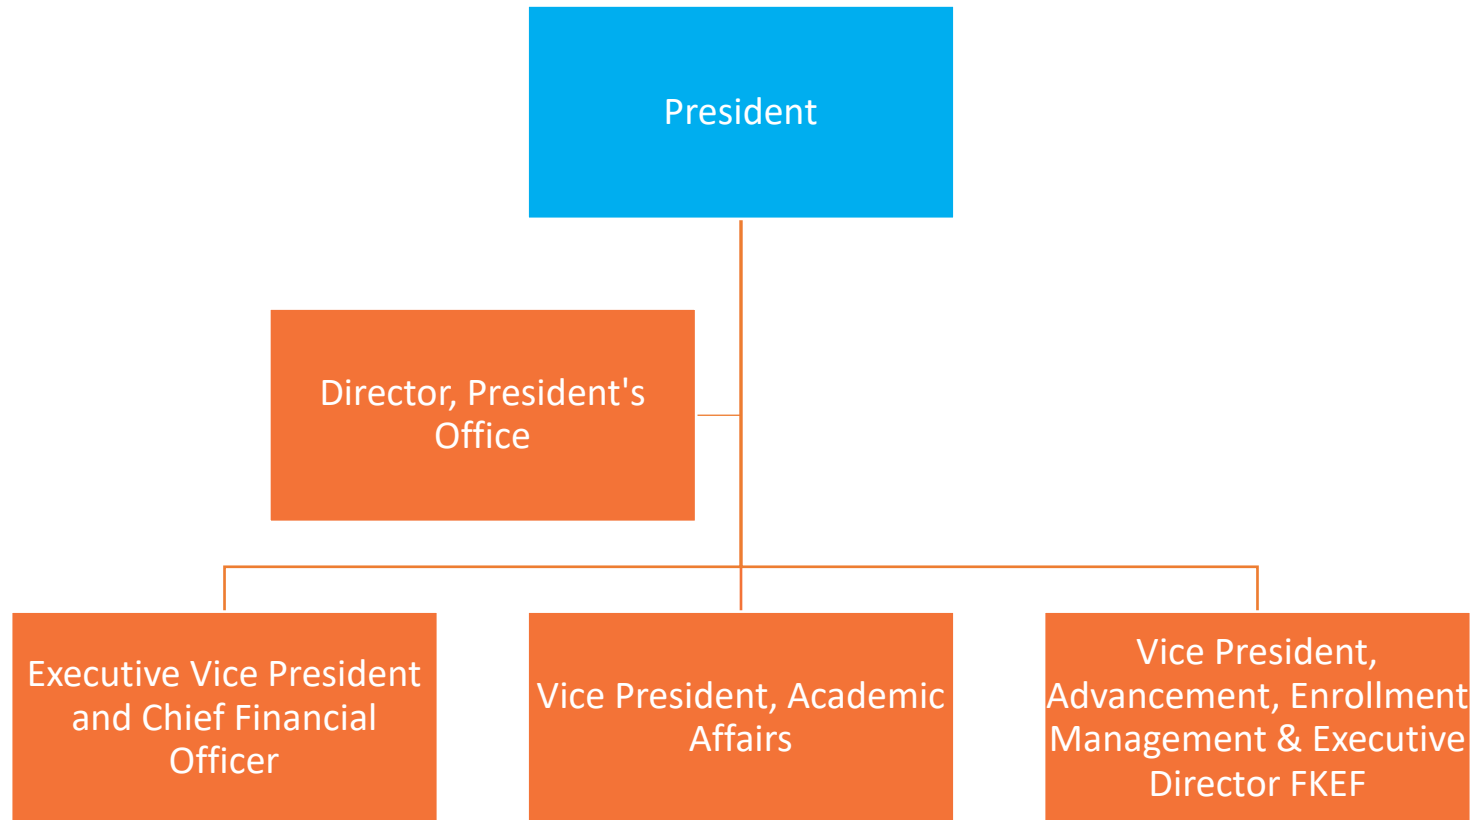 President
Director, President's
Office
Executive Vice President
and Chief Financial
Officer
Vice President, Academic
Affairs
Vice President,
Advancement, Enrollment
Management & Executive
Director FKEF